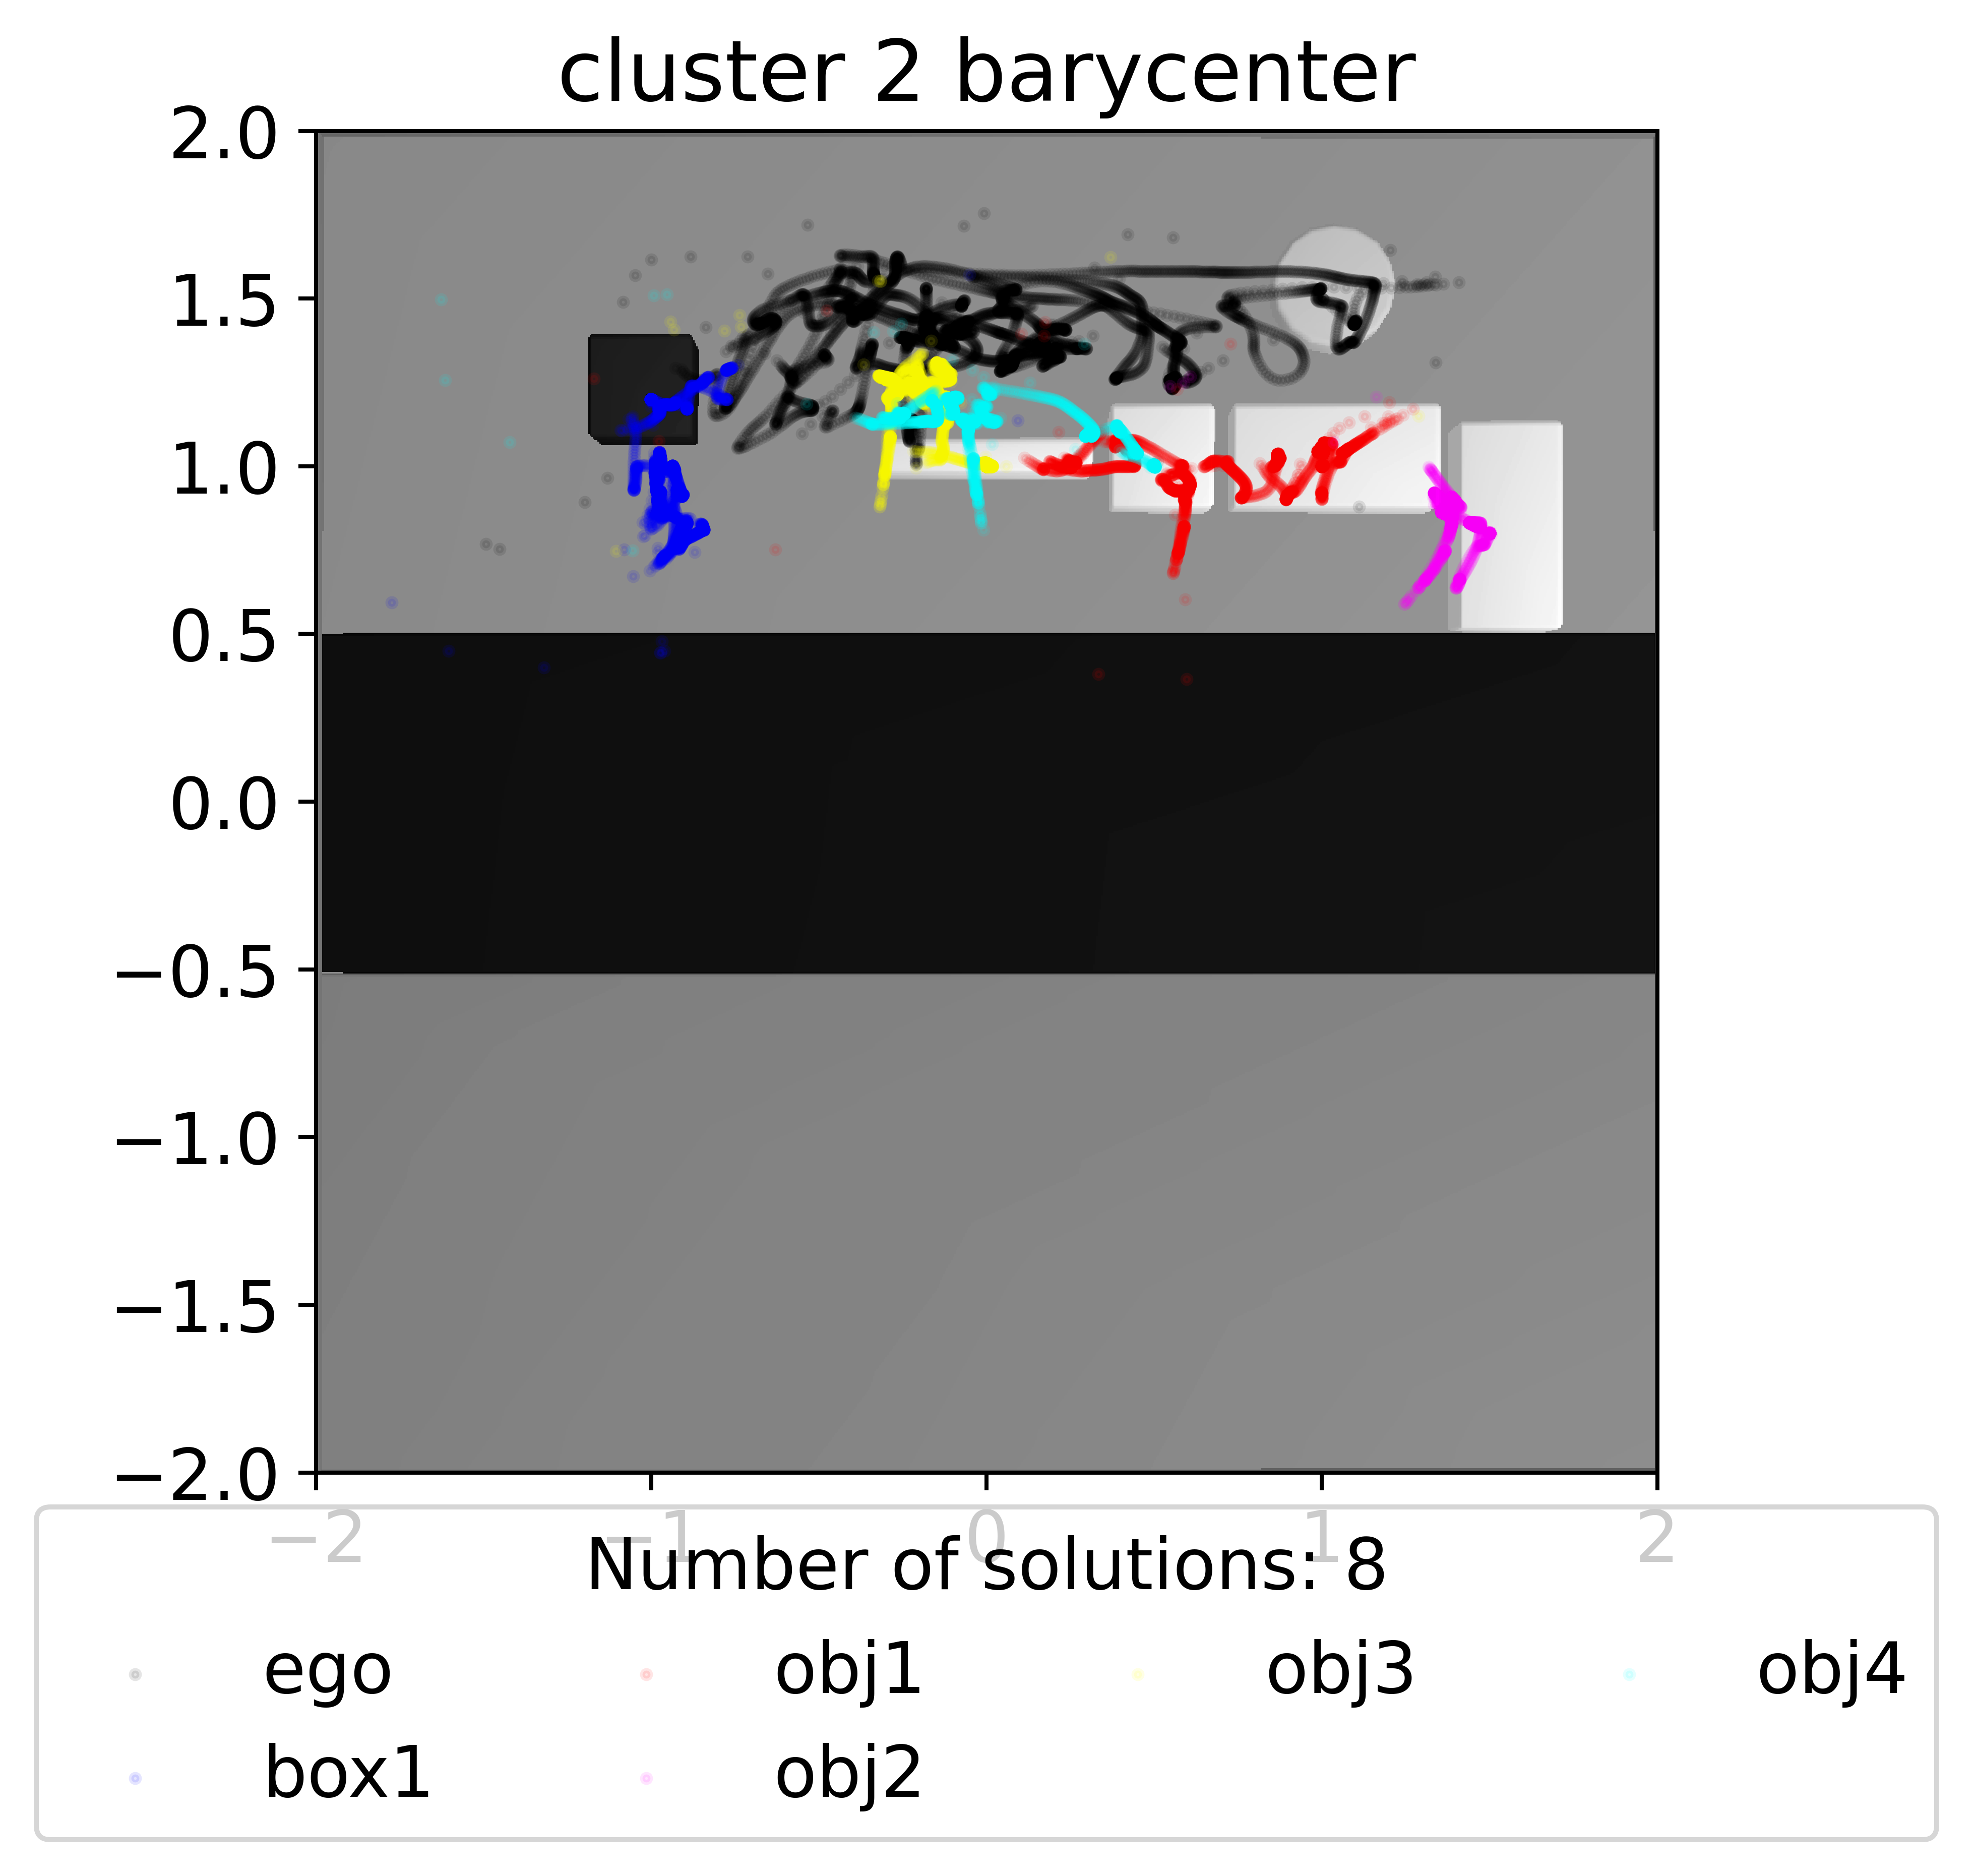 cluster 2 barycenter
2.0
1.5
1.0
0.5
0.0
−0.5
−1.0
−1.5
−2.0
−2 −1 0 1 2
Number of solutions: 8
ego obj1 obj3 obj4
box1 obj2